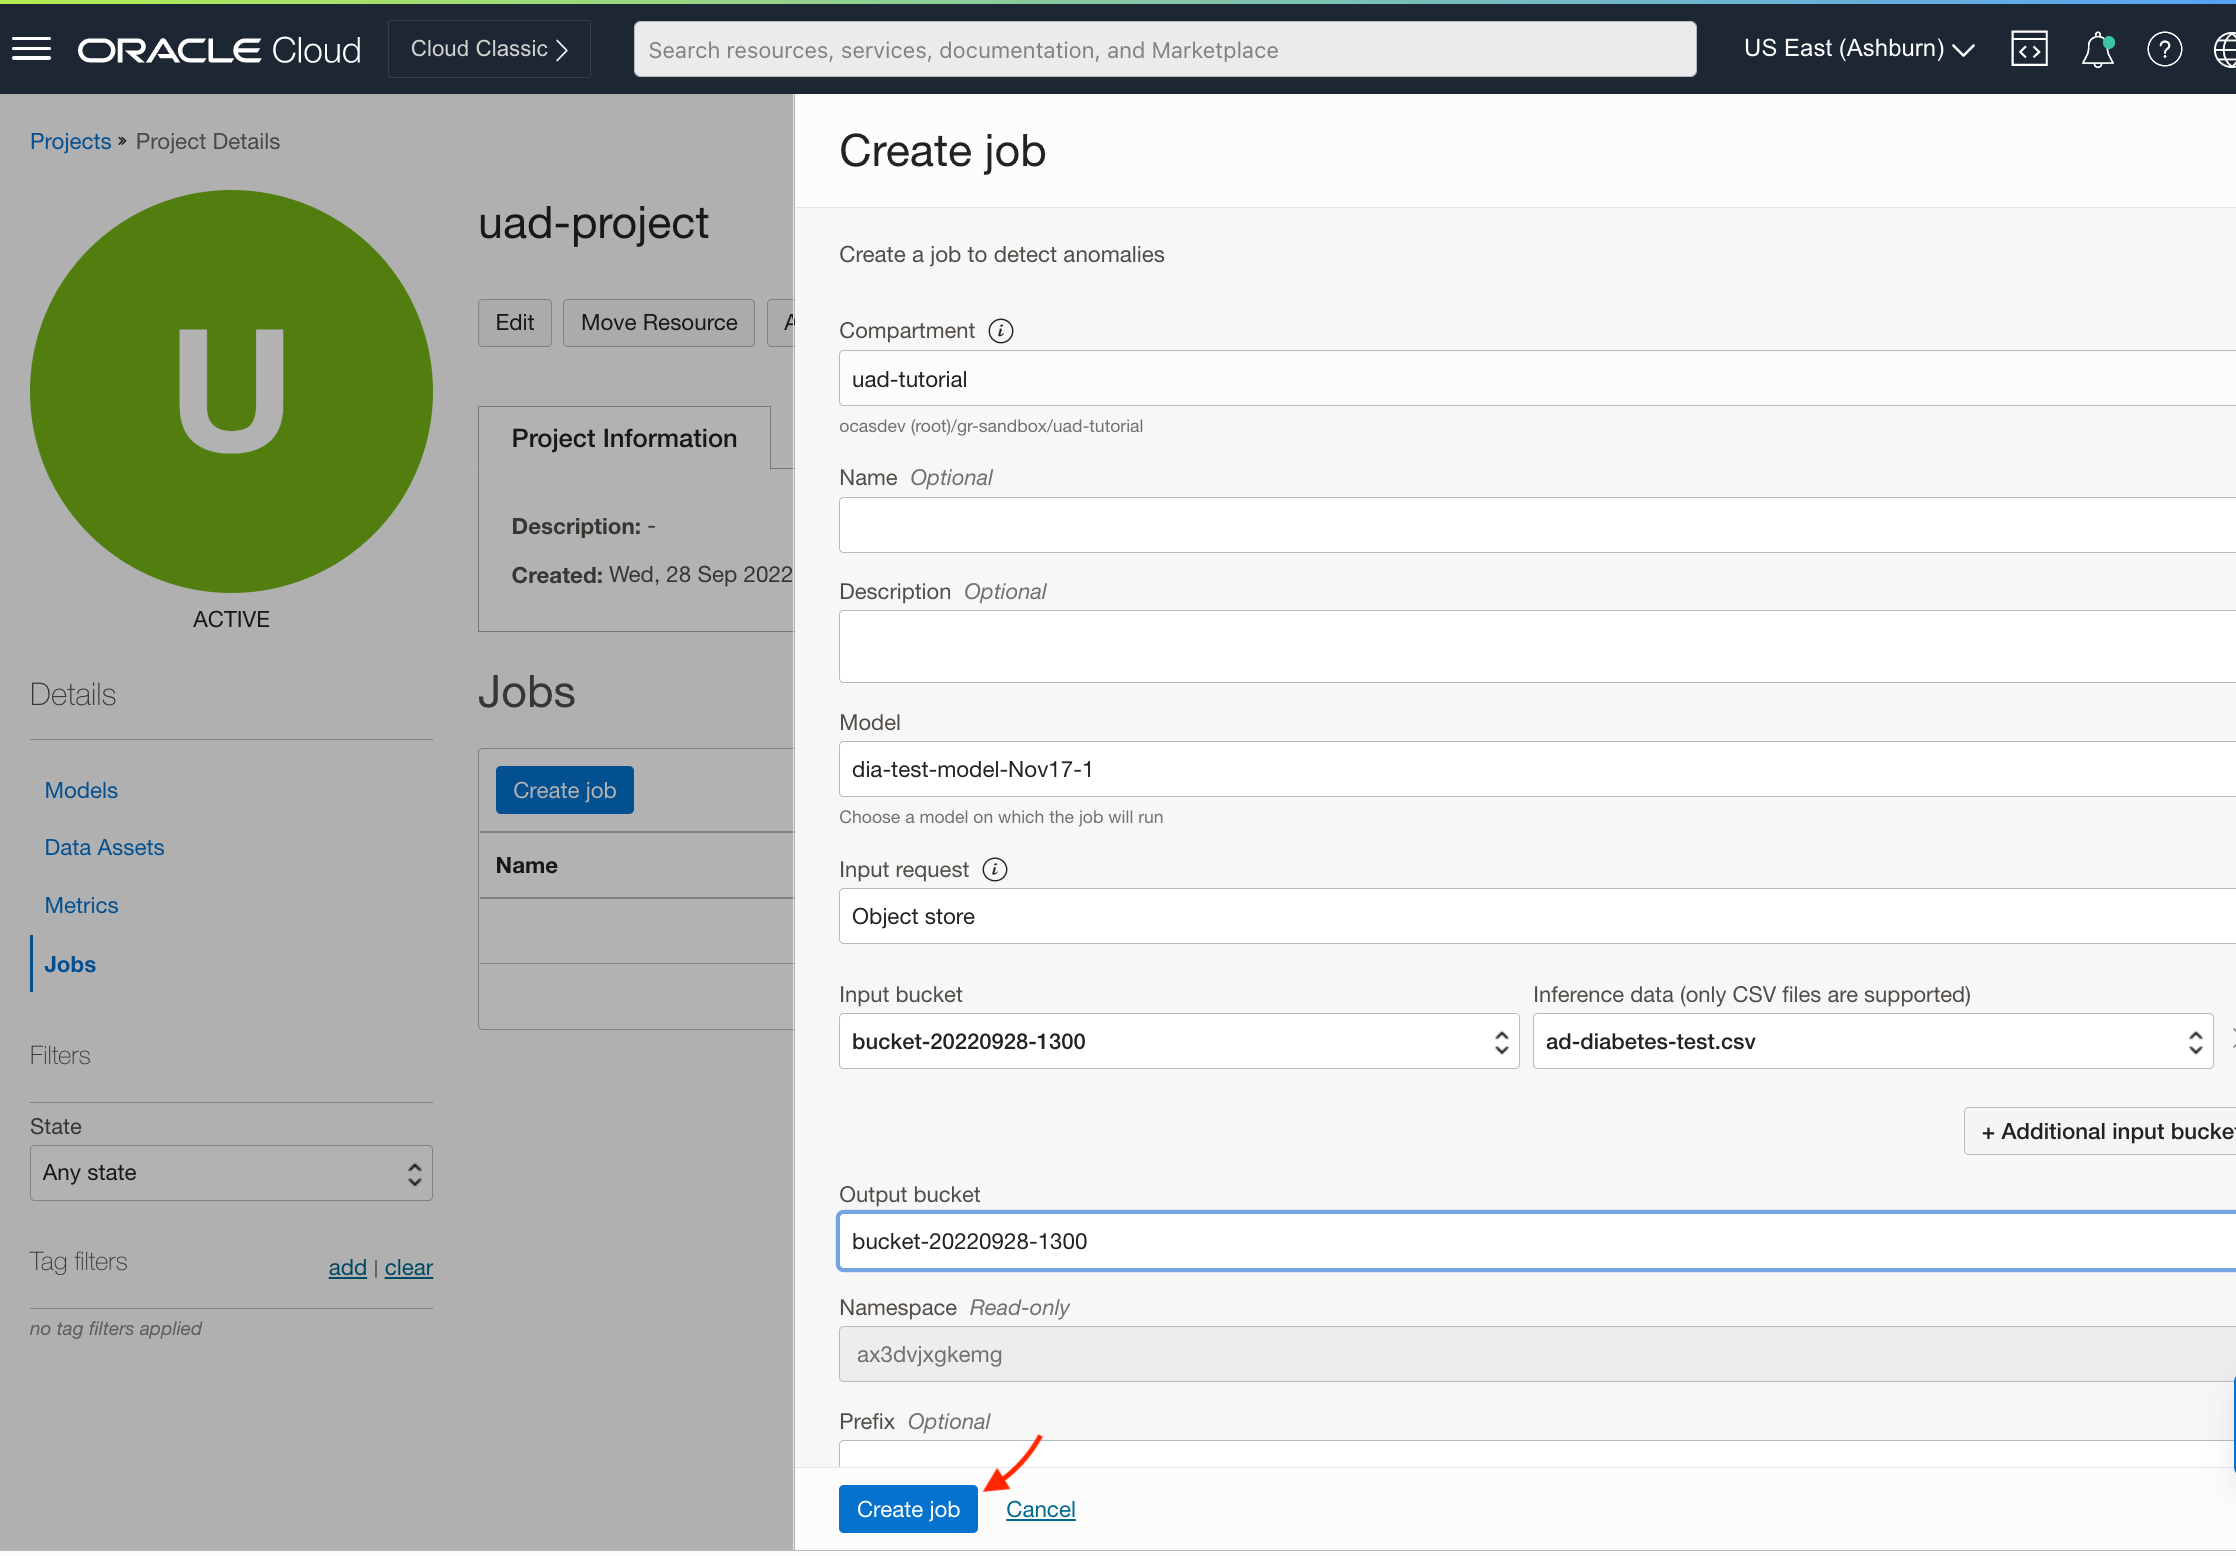 ORACLE Cloud
Cloud Classic
Search resources, services, documentation, and Marketplace
US East (Ashburn)
Projects » Project Details
U
ACTIVE
uad-project
Edit
Move Resource
Project Information
Description: -
Created: Wed, 28 Sep 2022
Details
Models
Data Assets
Metrics
Jobs
Filters
State
Any state
Tag filters
add | clear
no tag filters applied
Jobs
Create job
Name
Create job
Create a job to detect anomalies
Compartment
uad-tutorial
ocasdev (root)/gr-sandbox/uad-tutorial
Name Optional
Description Optional
Model
dia-test-model-Nov17-1
Choose a model on which the job will run
Input request
Object store
Input bucket
bucket-20220928-1300
Inference data (only CSV files are supported)
ad-diabetes-test.csv
+ Additional input
Output bucket
bucket-20220928-1300
Namespace Read-only
ax3dvjxgkemg
Prefix Optional
Create job
Cancel